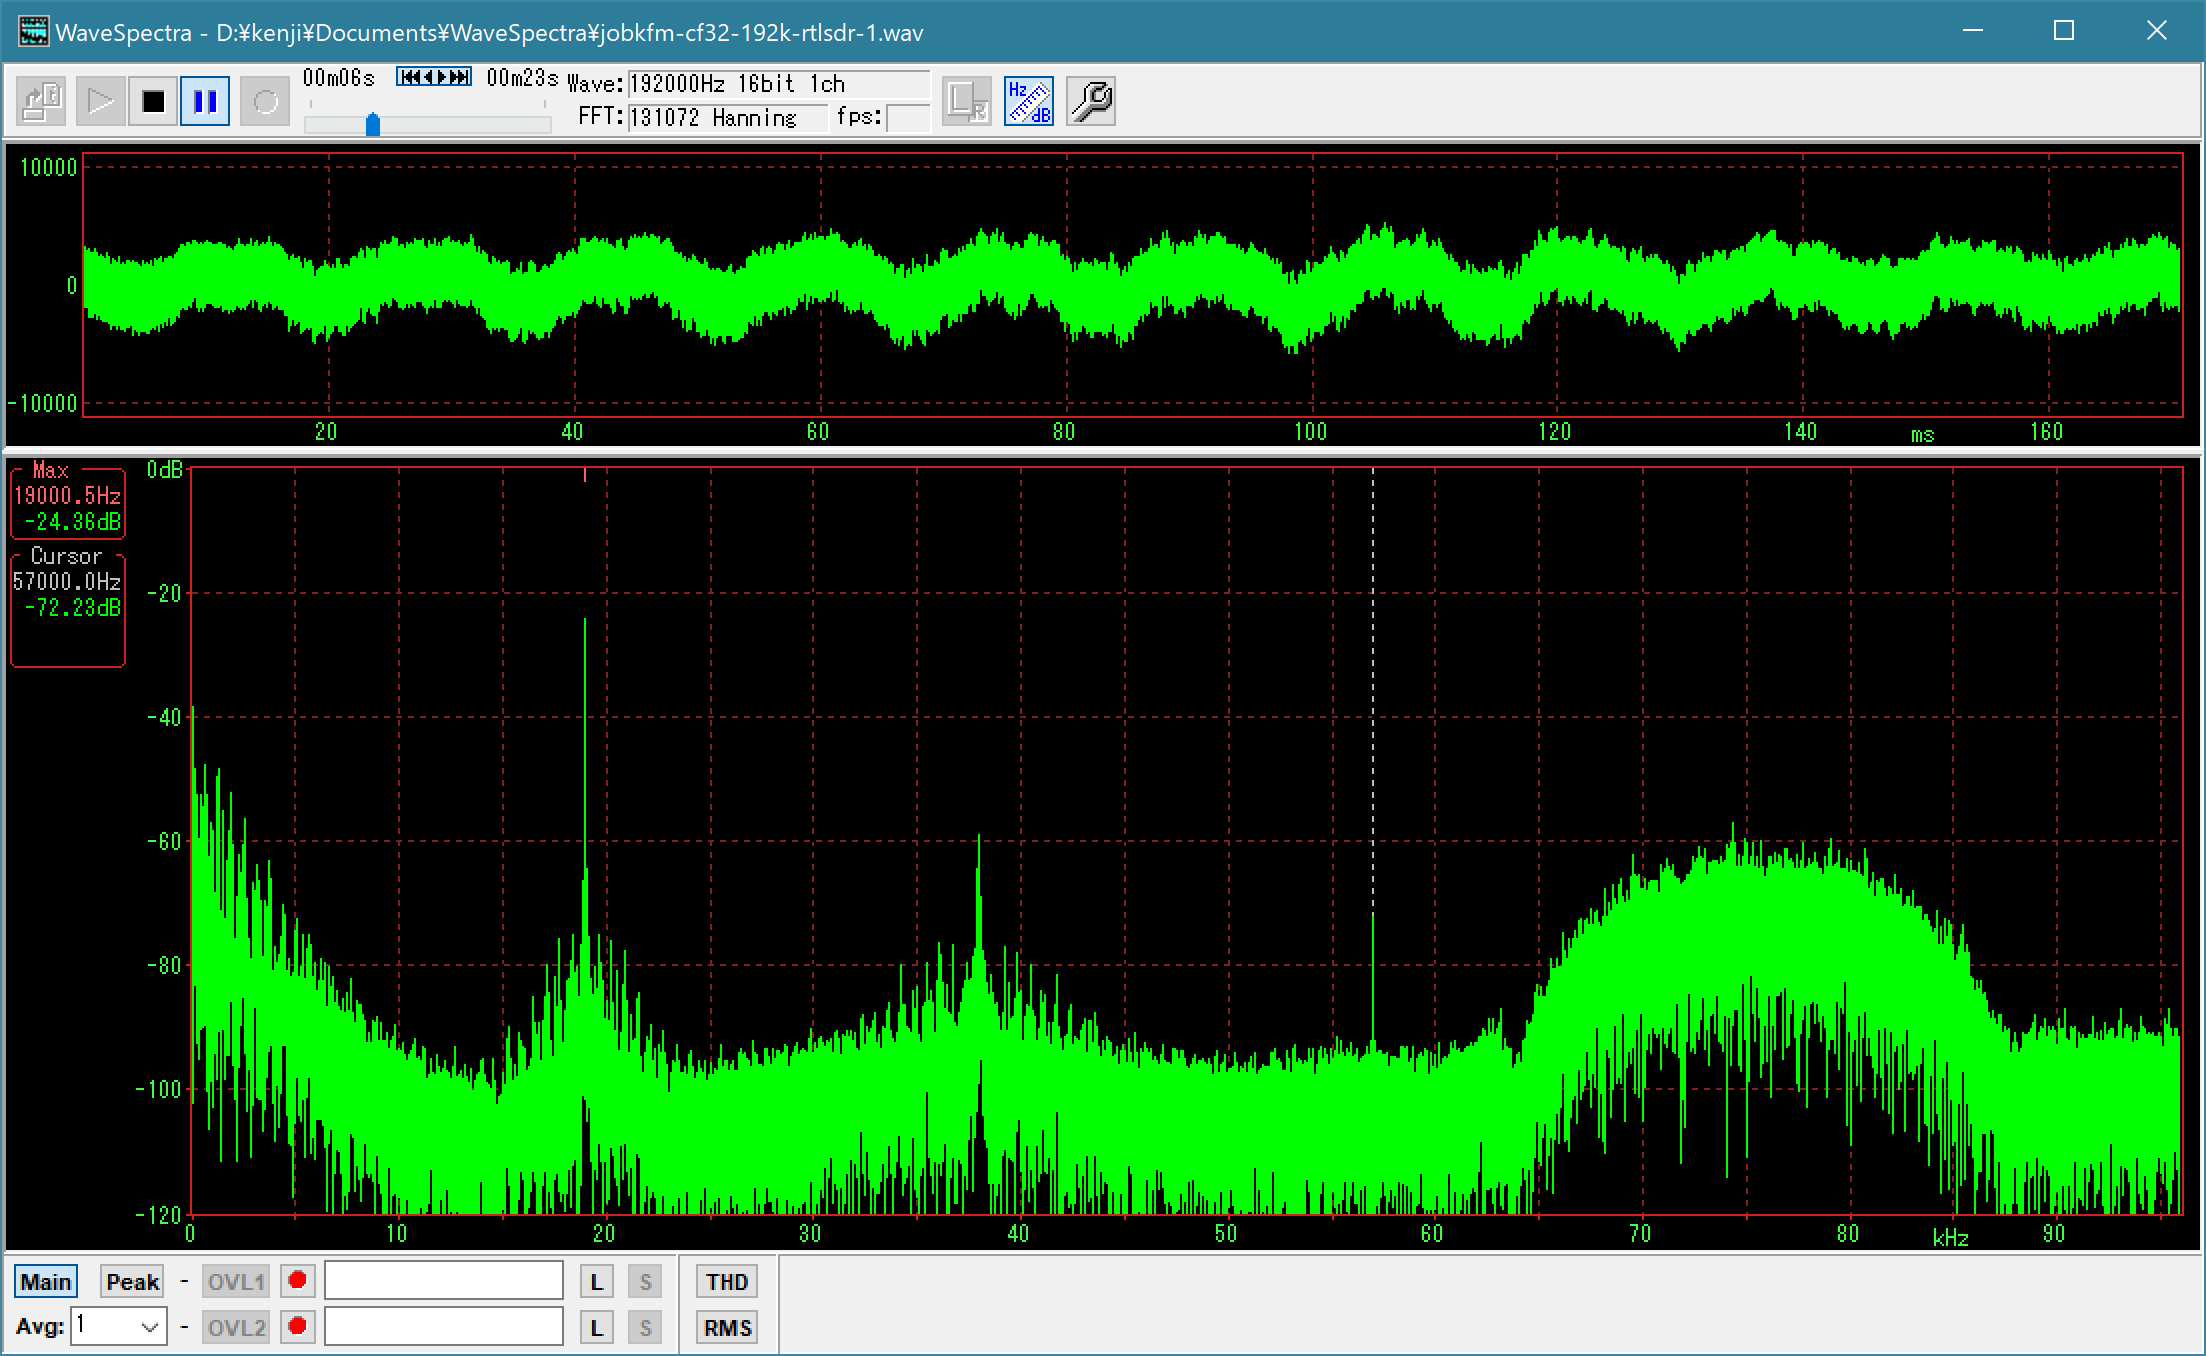 WaveSpectra - D:¥kenji¥Documents¥WaveSpectra¥jobkfm-cf32-192k-rtlsdr-1.wav
00m06s 00m23s Wave: 192000Hz 16bit 1ch
FFT: 131072 Hanning fps:
L R
Hz dB
10000
0
-10000
20 40 60 80 100 120 140 ms 160
Max
19000.5Hz
-24.36dB
Cursor
57000.0Hz
-72.23dB
0dB
-20
-40
-60
-80
-100
-120
0 10 20 30 40 50 60 70 80 kHz 90
Main Peak - OVL1 L S THD
Avg: 1 - OVL2 L S RMS